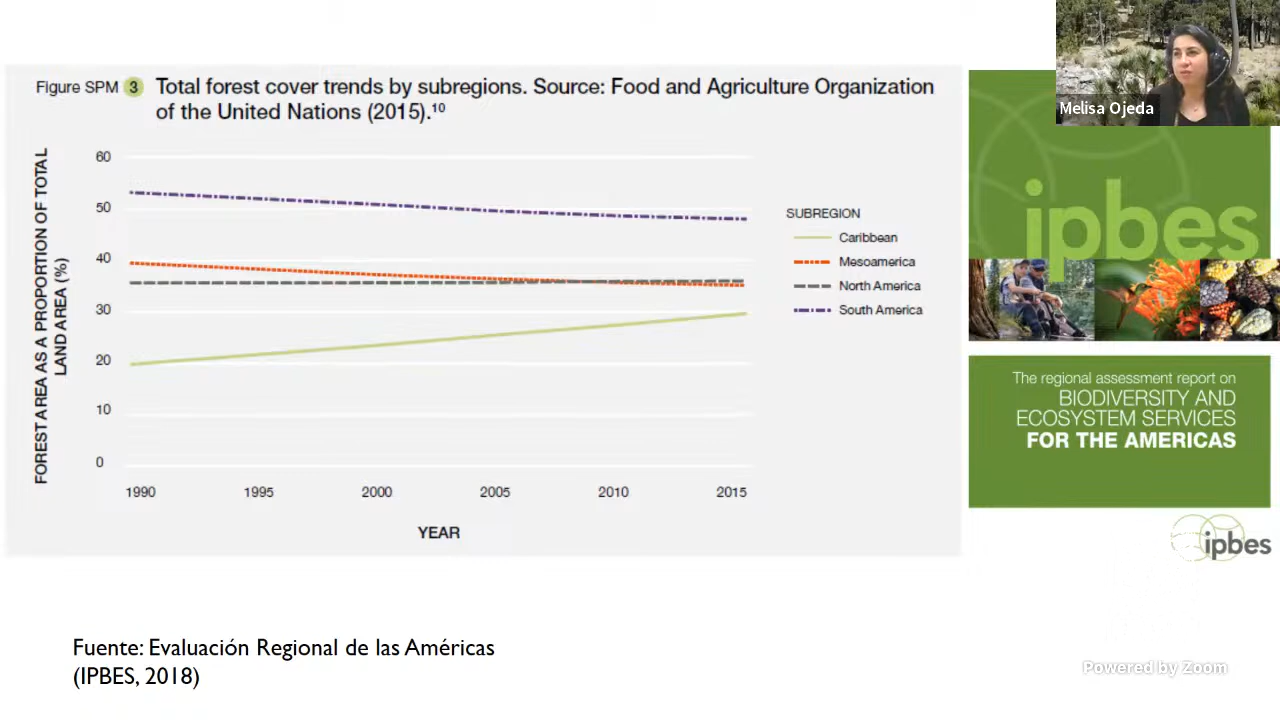 Melisa Ojeda
Figure SPM 3 Total forest cover trends by subregions. Source: Food and Agriculture Organization
of the United Nations (2015).10
FOREST AREA AS A PROPORTION OF TOTAL
LAND AREA (%)
60
50
40
30
20
10
0
1990 1995 2000 2005 2010 2015
YEAR
SUBREGION
Caribbean
Mesoamerica
North America
South America
ipbes
The regional assessment report on
BIODIVERSITY AND
ECOSYSTEM SERVICES
FOR THE AMERICAS
ipbes
Fuente: Evaluación Regional de las Américas
(IPBES, 2018)
Powered by Zoom